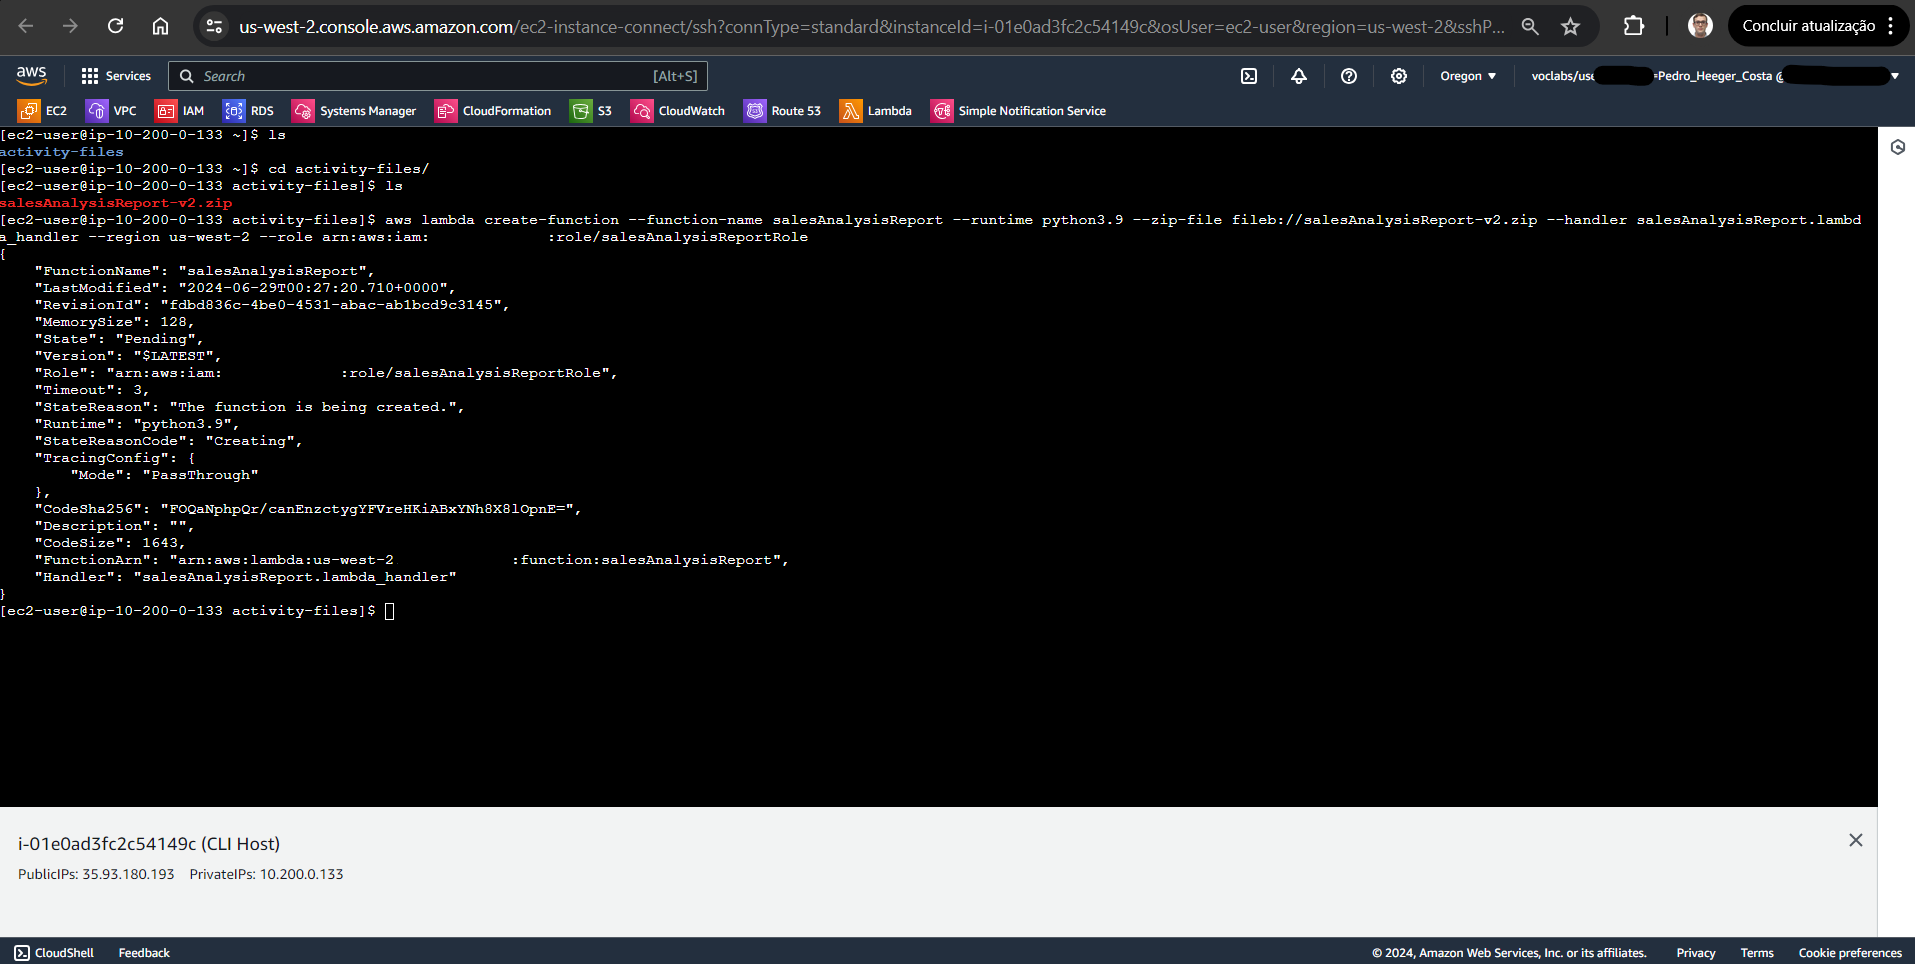 us-west-2.console.aws.amazon.com/ec2-instance-connect/ssh?connType=standard&instanceId=i-01e0ad3fc2c54149c&osUser=ec2-user&region=us-west-2&sshP...
Concluir atualização
aws
Services
Search
[Alt+S]
Oregon
voclabs/use
=Pedro_Heeger_Costa @
EC2
VPC
IAM
RDS
Systems Manager
CloudFormation
S3
CloudWatch
Route 53
Lambda
Simple Notification Service
[ec2-user@ip-10-200-0-133 ~]$ ls
activity-files
[ec2-user@ip-10-200-0-133 ~]$ cd activity-files/
[ec2-user@ip-10-200-0-133 activity-files]$ ls
salesAnalysisReport-v2.zip
[ec2-user@ip-10-200-0-133 activity-files]$ aws lambda create-function --function-name salesAnalysisReport --runtime python3.9 --zip-file fileb://salesAnalysisReport-v2.zip --handler salesAnalysisReport.lambd
a_handler --region us-west-2 --role arn:aws:iam: :role/salesAnalysisReportRole
{
"FunctionName": "salesAnalysisReport",
"LastModified": "2024-06-29T00:27:20.710+0000",
"RevisionId": "fdbd836c-4be0-4531-abac-ab1bcd9c3145",
"MemorySize": 128,
"State": "Pending",
"Version": "$LATEST",
"Role": "arn:aws:iam: :role/salesAnalysisReportRole",
"Timeout": 3,
"StateReason": "The function is being created.",
"Runtime": "python3.9",
"StateReasonCode": "Creating",
"TracingConfig": {
"Mode": "PassThrough"
},
"CodeSha256": "FOQaNphpQr/canEnzctygYFVreHKiABxYNh8X8lOpnE=",
"Description": "",
"CodeSize": 1643,
"FunctionArn": "arn:aws:lambda:us-west-2 :function:salesAnalysisReport",
"Handler": "salesAnalysisReport.lambda_handler"
}
[ec2-user@ip-10-200-0-133 activity-files]$
i-01e0ad3fc2c54149c (CLI Host)
PublicIPs: 35.93.180.193 PrivateIPs: 10.200.0.133
CloudShell
Feedback
© 2024, Amazon Web Services, Inc. or its affiliates.
Privacy
Terms
Cookie preferences